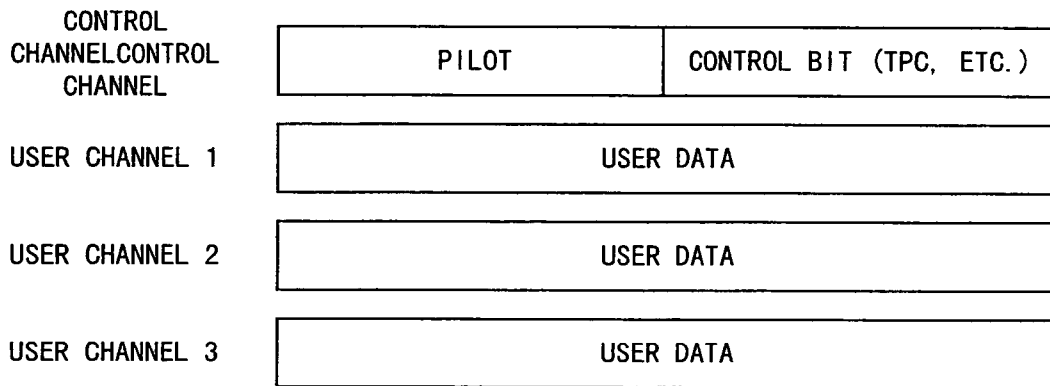 CONTROL
CHANNELCONTROL
CHANNEL
PILOT
CONTROL BIT (TPC, ETC.)
USER CHANNEL 1
USER DATA
USER CHANNEL 2
USER DATA
USER CHANNEL 3
USER DATA